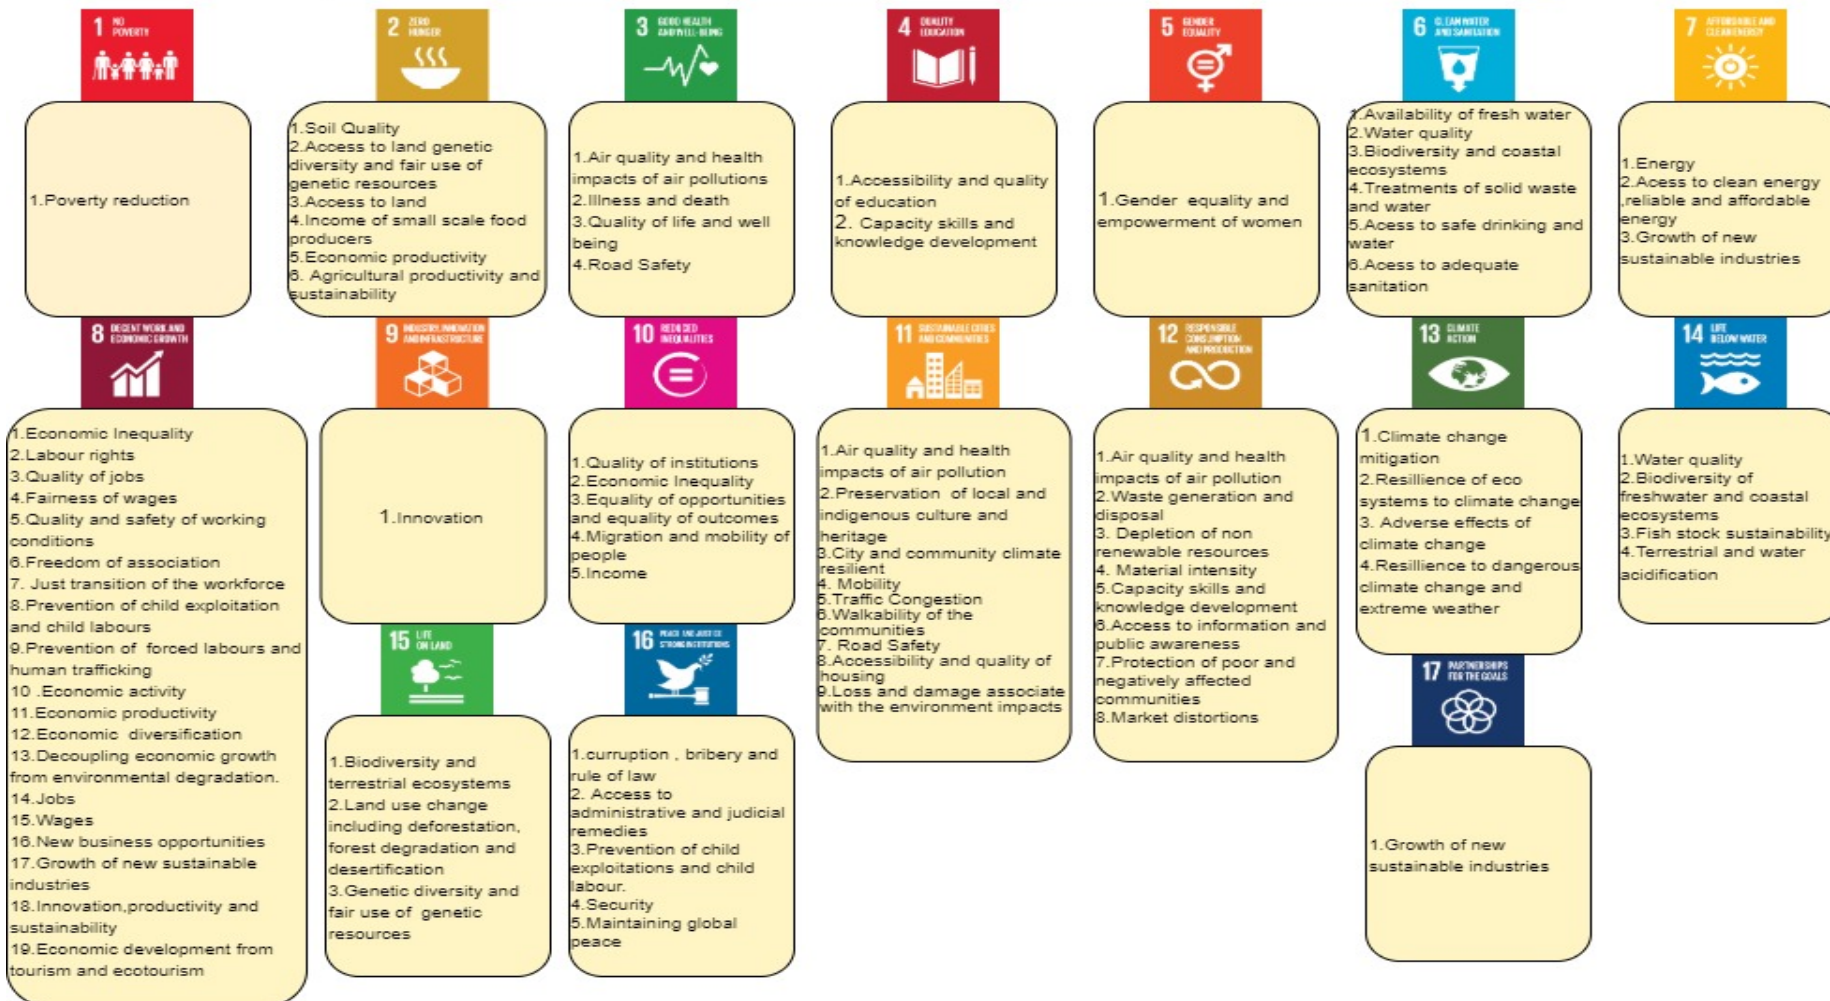 1 NO
POVERTY
1.Poverty reduction
2 ZERO
HUNGER
1.Soil Quality
2.Access to land genetic
diversity and fair use of
genetic resources
3.Access to land
4.Income of small scale food
producers
5.Economic productivity
6. Agricultural productivity and
sustainability
3 GOOD HEALTH
AND WELL-BEING
1.Air quality and health
impacts of air pollutions
2.Illness and death
3.Quality of life and well
being
4.Road Safety
4 QUALITY
EDUCATION
1.Accessibility and quality
of education
2. Capacity skills and
knowledge development
5 GENDER
EQUALITY
1.Gender equality and
empowerment of women
6 CLEAN WATER
AND SANITATION
1.Availability of fresh water
2.Water quality
3.Biodiversity and coastal
ecosystems
4.Treatments of solid waste
and water
5.Acess to safe drinking and
water
6.Acess to adequate
sanitation
7 AFFORDABLE AND
CLEAN ENERGY
1.Energy
2.Acess to clean energy
,reliable and affordable
energy
3.Growth of new
sustainable industries
8 DECENT WORK AND
ECONOMIC GROWTH
1.Economic Inequality
2.Labour rights
3.Quality of jobs
4.Fairness of wages
5.Quality and safety of working
conditions
6.Freedom of association
7. Just transition of the workforce
8.Prevention of child exploitation
and child labours
9.Prevention of forced labours and
human trafficking
10 .Economic activity
11.Economic productivity
12.Economic diversification
13.Decoupling economic growth
from environmental degradation.
14.Jobs
15.Wages
16.New business opportunities
17.Growth of new sustainable
industries
18.Innovation,productivity and
sustainability
19.Economic development from
tourism and ecotourism
9 INDUSTRY, INNOVATION
AND INFRASTRUCTURE
1.Innovation
10 REDUCED
INEQUALITIES
1.Quality of institutions
2.Economic Inequality
3.Equality of opportunities
and equality of outcomes
4.Migration and mobility of
people
5.Income
11 SUSTAINABLE CITIES
AND COMMUNITIES
1.Air quality and health
impacts of air pollution
2.Preservation of local and
indigenous culture and
heritage
3.City and community climate
resilient
4. Mobility
5.Traffic Congestion
6.Walkability of the
communities
7. Road Safety
8.Accessibility and quality of
housing
9.Loss and damage associate
with the environment impacts
12 RESPONSIBLE
CONSUMPTION
AND PRODUCTION
1.Air quality and health
impacts of air pollution
2.Waste generation and
disposal
3. Depletion of non
renewable resources
4. Material intensity
5.Capacity skills and
knowledge development
6.Access to information and
public awareness
7.Protection of poor and
negatively affected
communities
8.Market distortions
13 CLIMATE
ACTION
1.Climate change
mitigation
2.Resillience of eco
systems to climate change
3. Adverse effects of
climate change
4.Resillience to dangerous
climate change and
extreme weather
14 LIFE
BELOW WATER
1.Water quality
2.Biodiversity of
freshwater and coastal
ecosystems
3.Fish stock sustainability
4.Terrestrial and water
acidification
15 LIFE
ON LAND
1.Biodiversity and
terrestrial ecosystems
2.Land use change
including deforestation,
forest degradation and
desertification
3.Genetic diversity and
fair use of genetic
resources
16 PEACE AND JUSTICE
STRONG INSTITUTIONS
1.curruption , bribery and
rule of law
2. Access to
administrative and judicial
remedies
3.Prevention of child
exploitations and child
labour.
4.Security
5.Maintaining global
peace
17 PARTNERSHIPS
FOR THE GOALS
1.Growth of new
sustainable industries